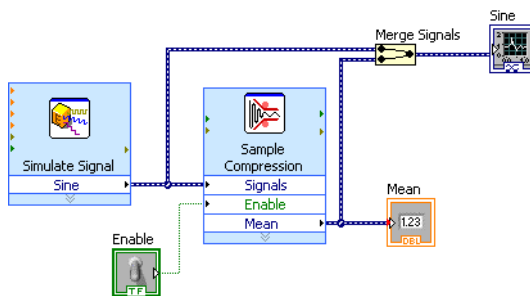 Sine
Merge Signals
Simulate Signal
Sine
Sample
Compression
Signals
Enable
Mean
Mean
1.23
DBL
Enable
TF